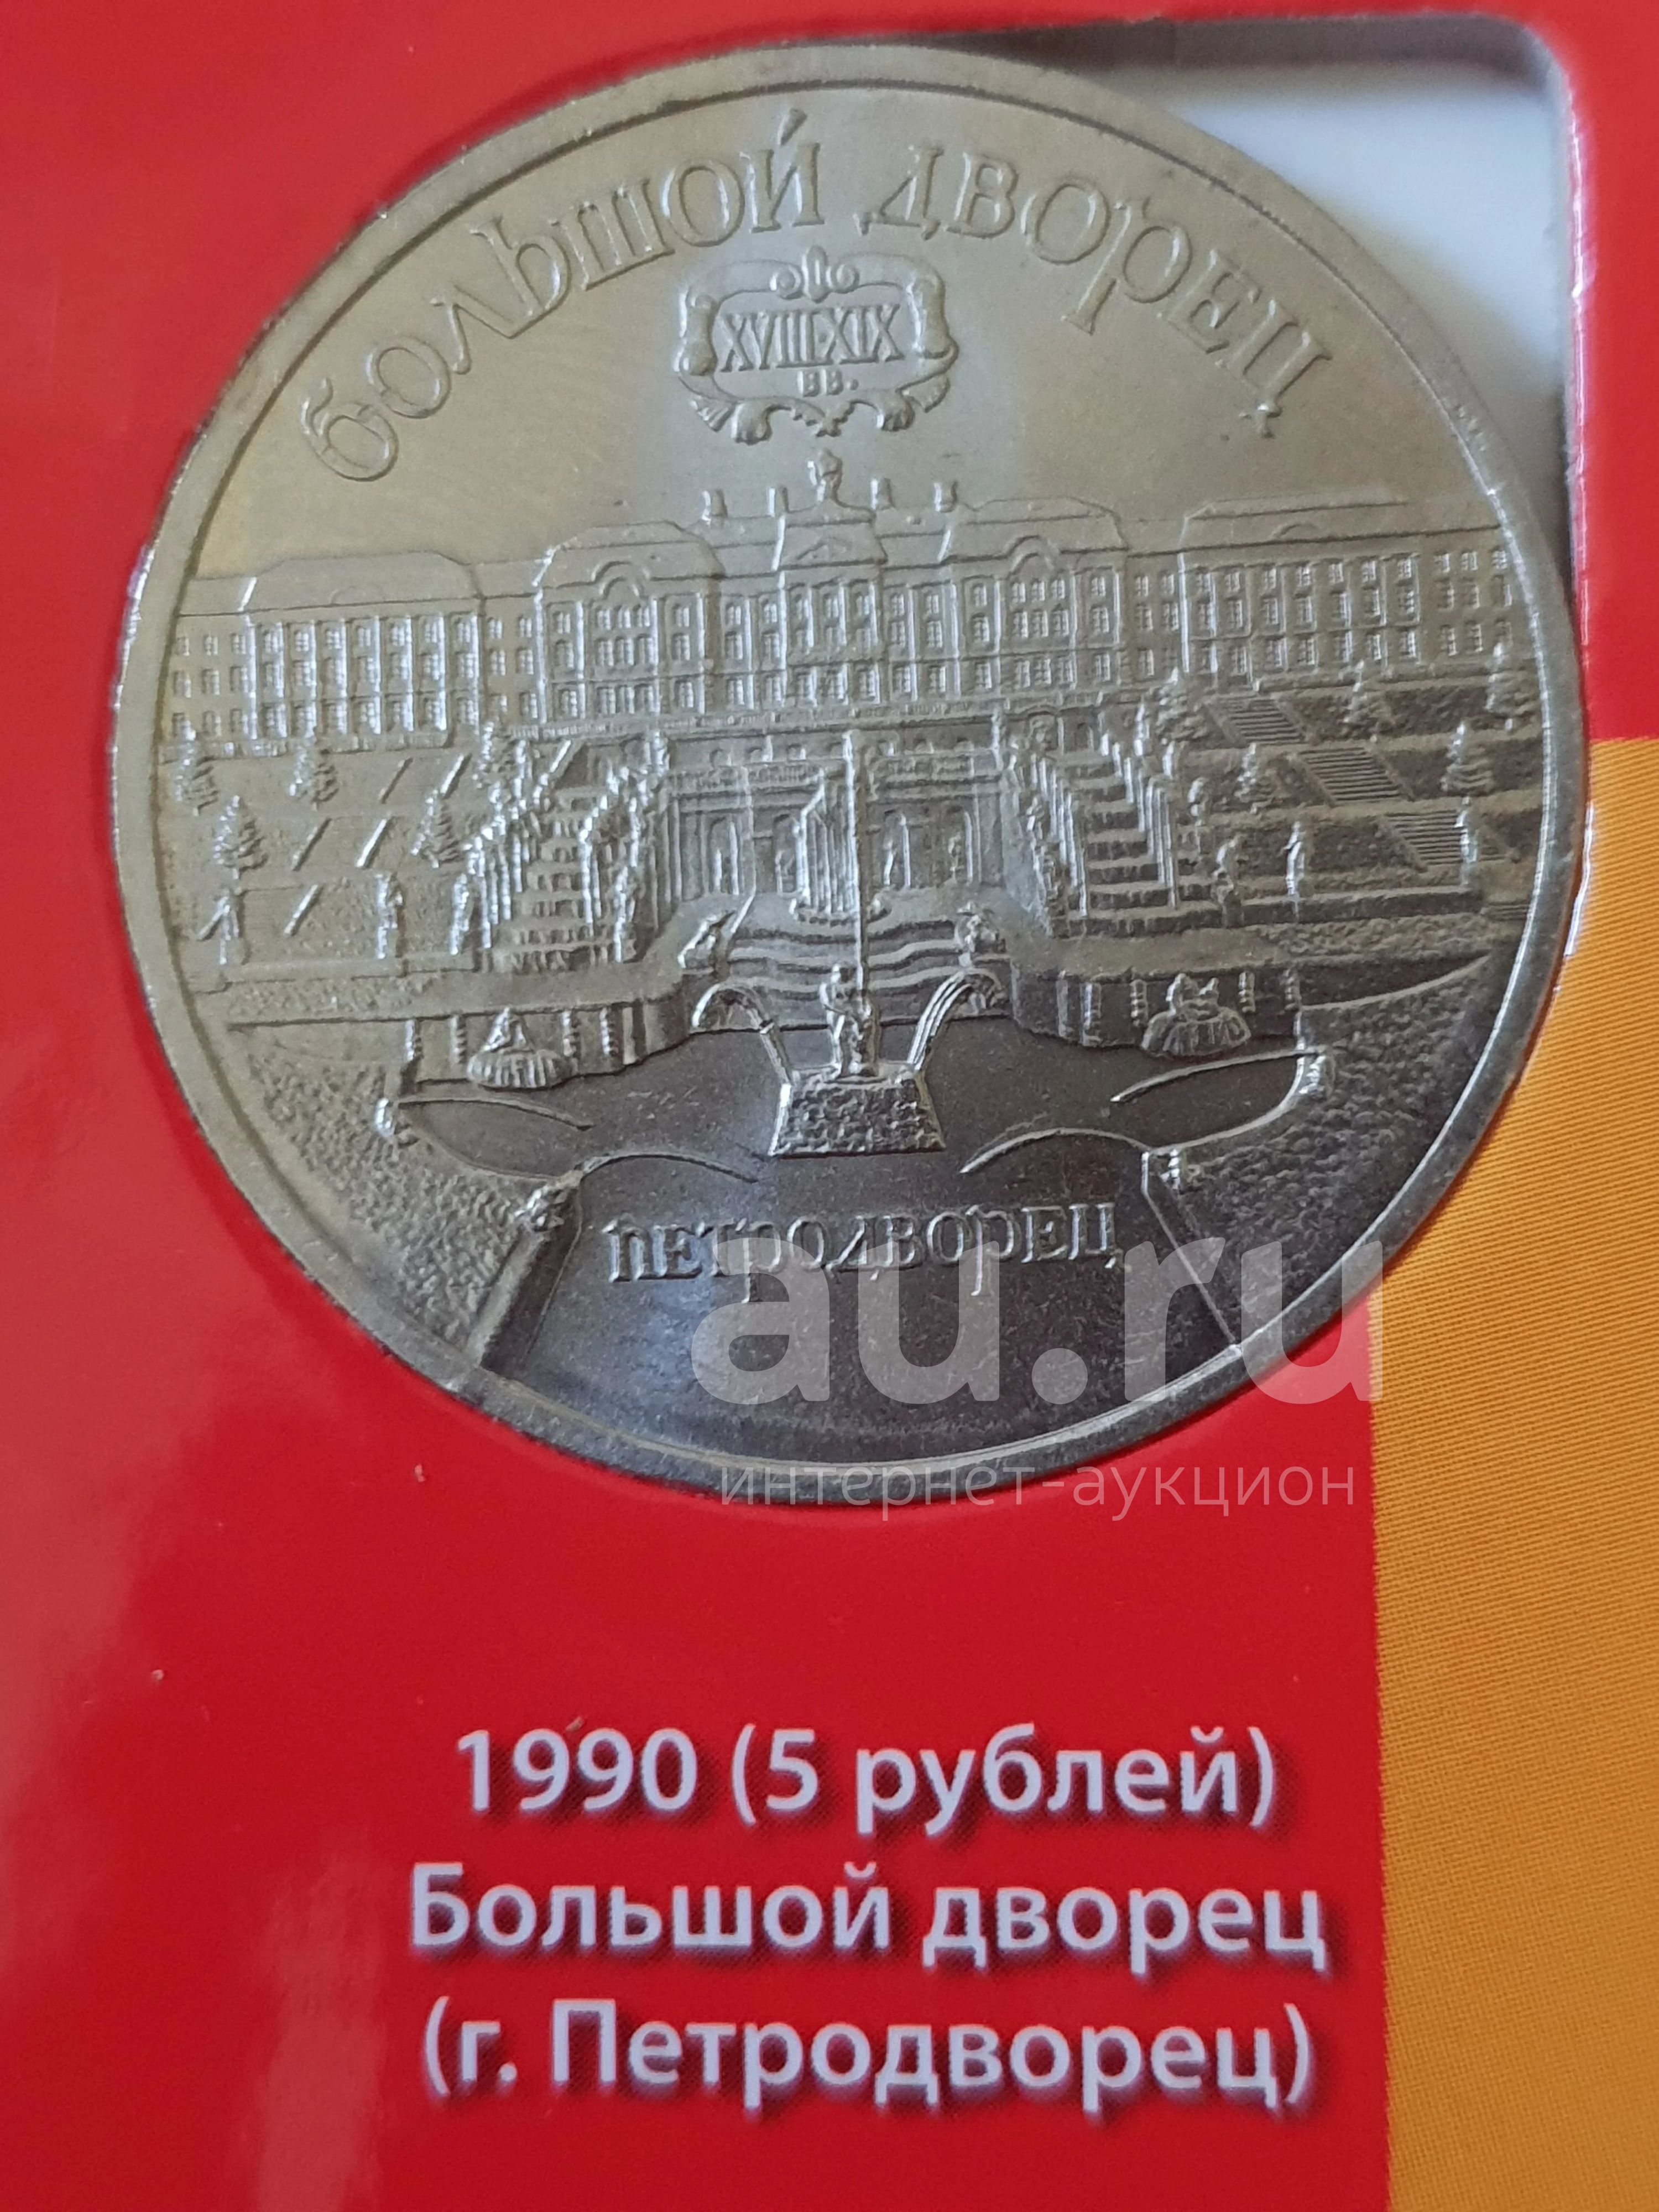 БОЛЬШОЙ ДВОРЕЦ
XVIII-XIX
ВВ.
ПЕТРОДВОРЕЦ
au.ru
интернет-аукцион
1990 (5 рублей)
Большой дворец
(г. Петродворец)